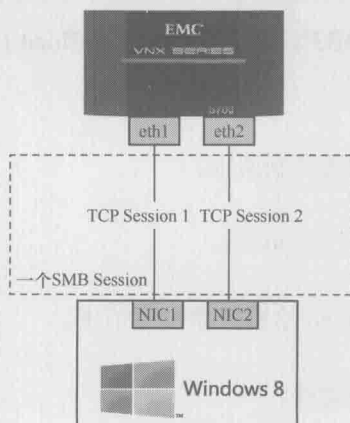 EMC
VNX SERIES
5700
eth1 eth2
TCP Session 1 TCP Session 2
一个SMB Session
NIC1 NIC2
Windows 8